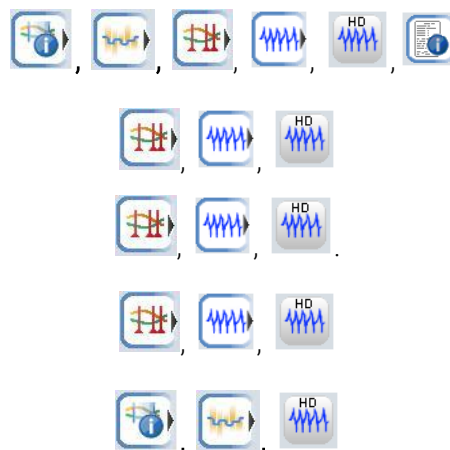 i , , , , HD , i
, , HD
, , HD .
, , HD
i . . HD